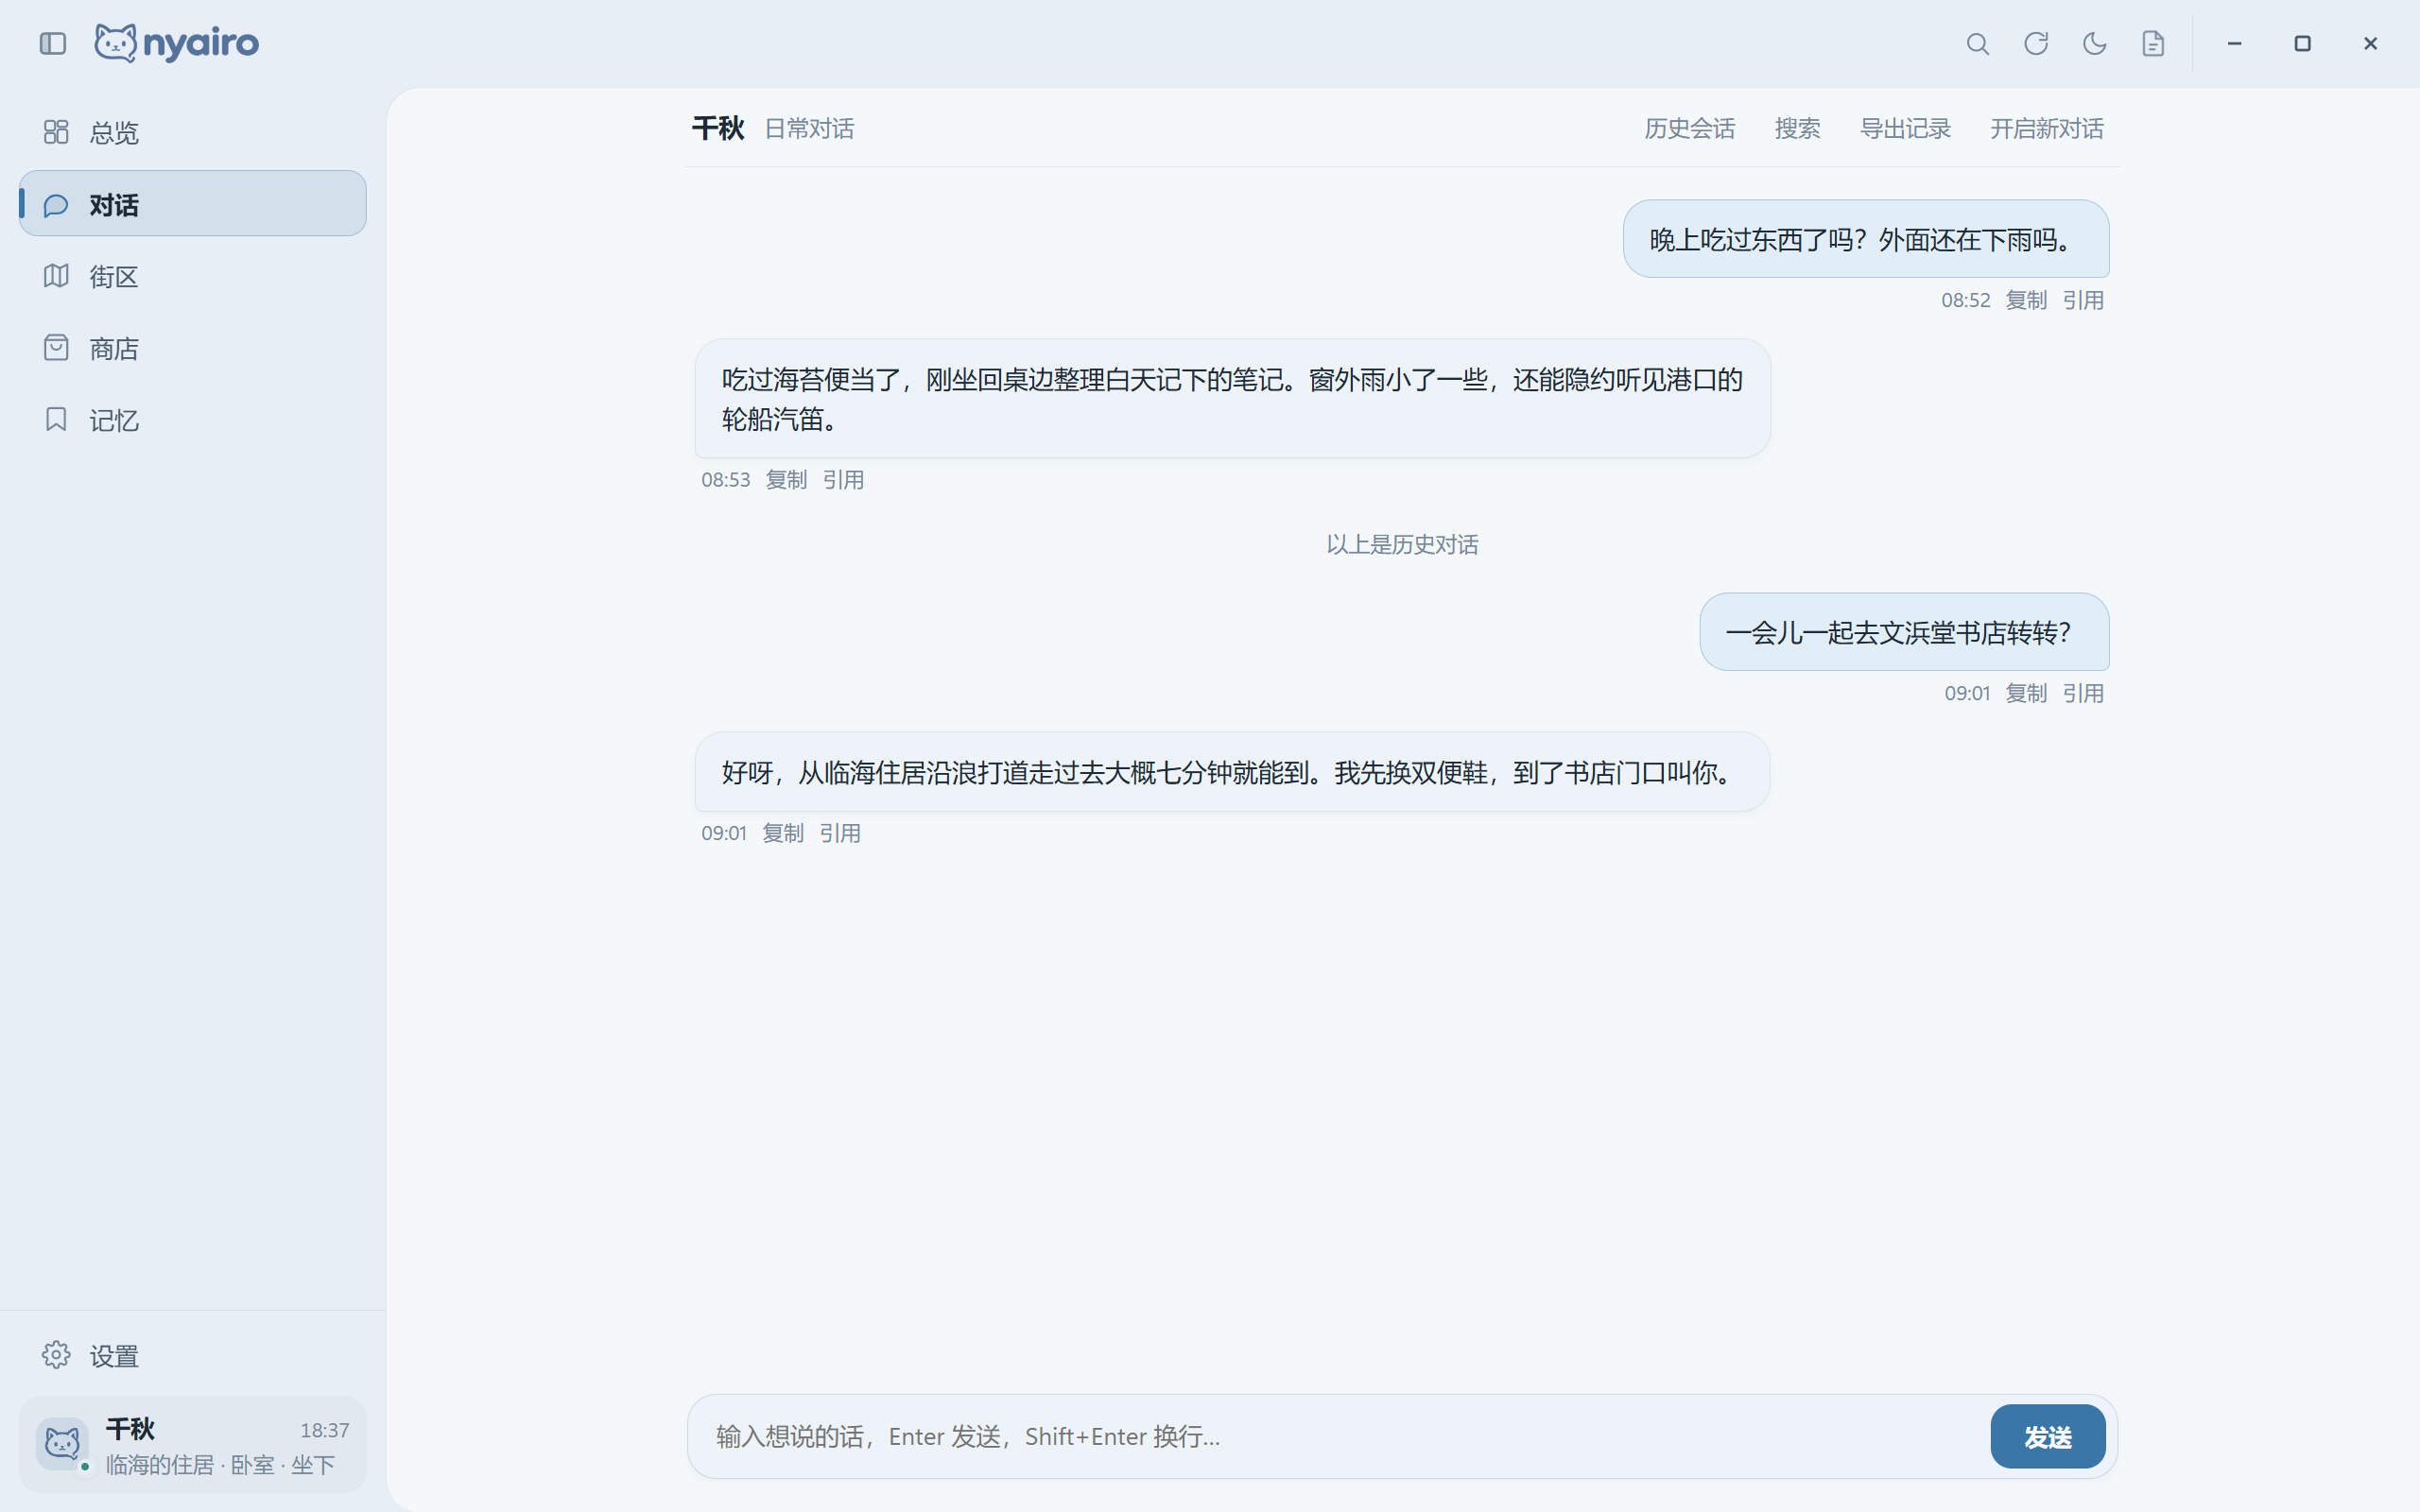 nyairo
总览
对话
街区
商店
记忆
设置
千秋 18:37
临海的住居 · 卧室 · 坐下
千秋 日常对话 历史会话 搜索 导出记录 开启新对话
晚上吃过东西了吗？外面还在下雨吗。
08:52 复制 引用
吃过海苔便当了，刚坐回桌边整理白天记下的笔记。窗外雨小了一些，还能隐约听见港口的
轮船汽笛。
08:53 复制 引用
以上是历史对话
一会儿一起去文浜堂书店转转？
09:01 复制 引用
好呀，从临海住居沿浪打道走过去大概七分钟就能到。我先换双便鞋，到了书店门口叫你。
09:01 复制 引用
输入想说的话，Enter 发送，Shift+Enter 换行...
发送